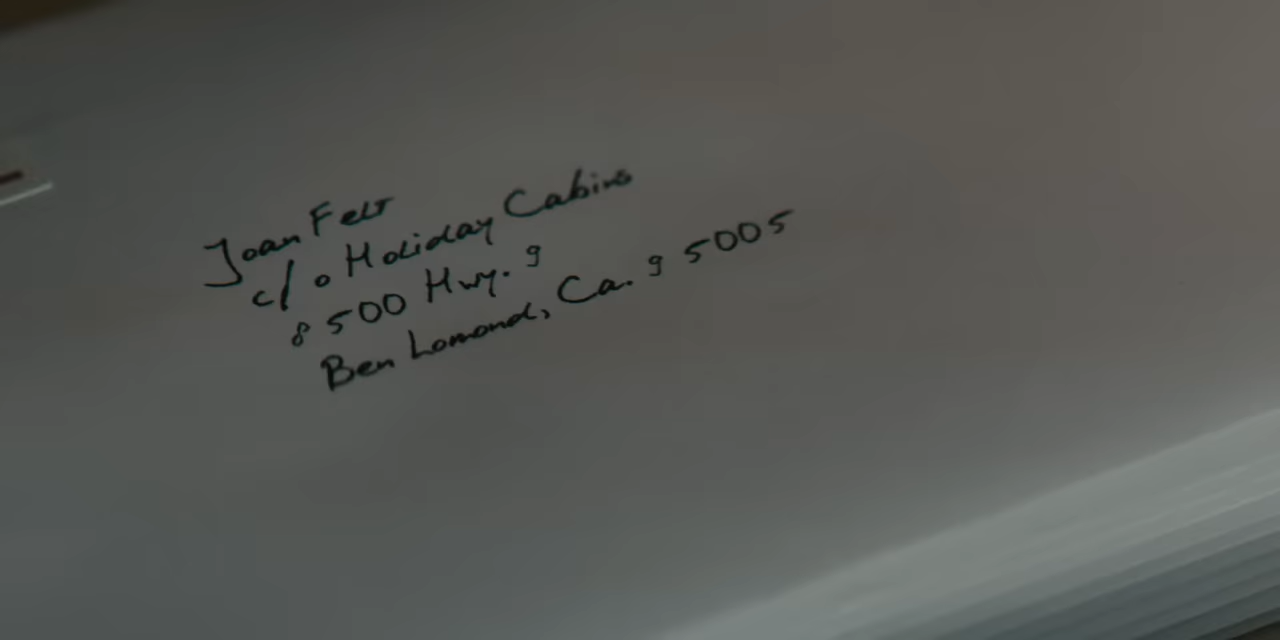 Joan Felt
c/o Holiday Cabins
8500 Hwy. 9
Ben Lomond, Ca. 95005